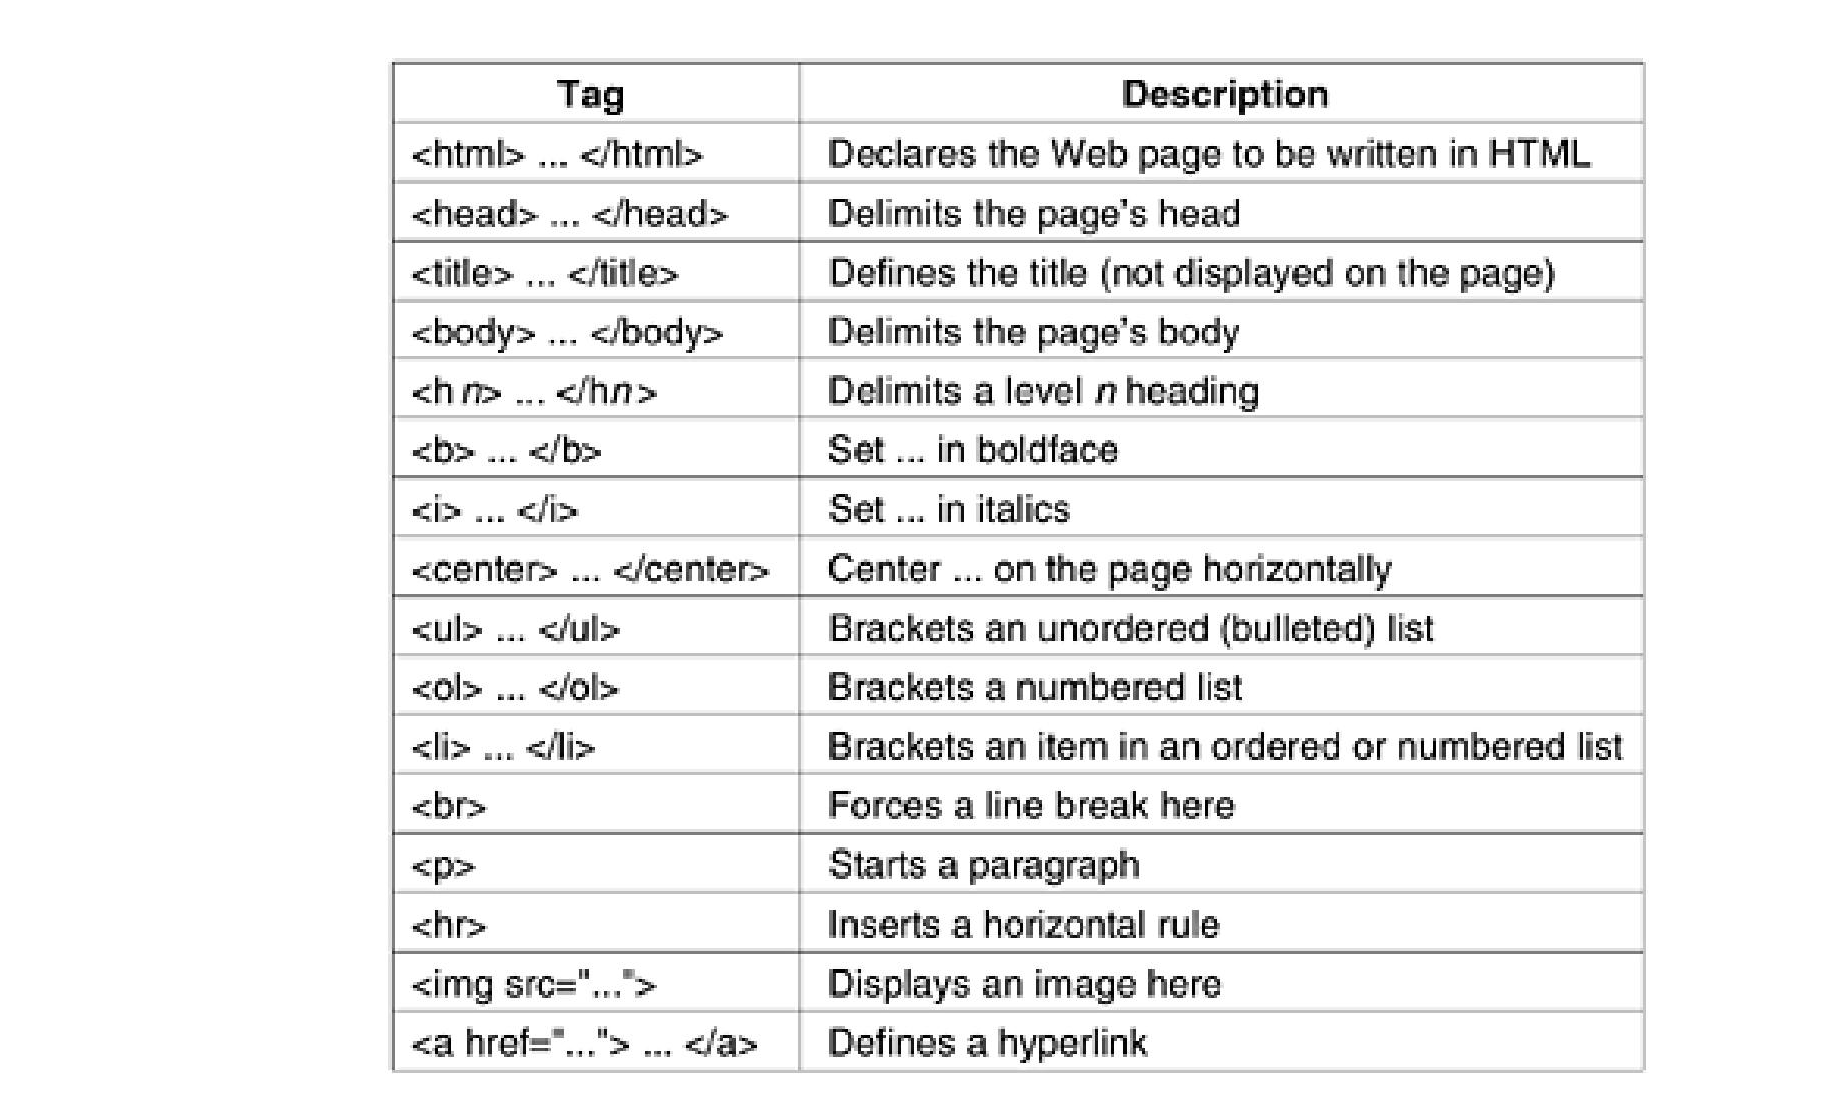 Tag Description
<html> ... </html> Declares the Web page to be written in HTML
<head> ... </head> Delimits the page's head
<title> ... </title> Defines the title (not displayed on the page)
<body> ... </body> Delimits the page's body
<h n> ... </hn> Delimits a level n heading
<b> ... </b> Set ... in boldface
<i> ... </i> Set ... in italics
<center> ... </center> Center ... on the page horizontally
<ul> ... </ul> Brackets an unordered (bulleted) list
<ol> ... </ol> Brackets a numbered list
<li> ... </li> Brackets an item in an ordered or numbered list
<br> Forces a line break here
<p> Starts a paragraph
<hr> Inserts a horizontal rule
<img src="..."> Displays an image here
<a href="..."> ... </a> Defines a hyperlink